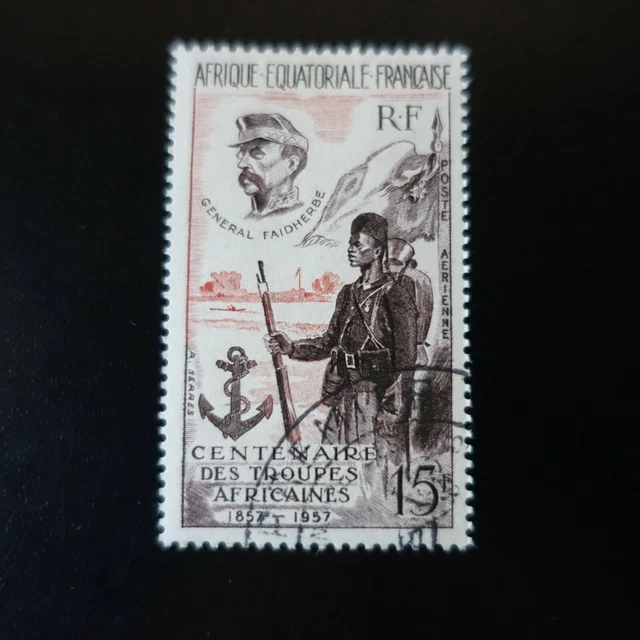 AFRIQUE·EQUATORIALE·FRANÇAISE
R·F
GENERAL FAIDHERBE
POSTE AERIENNE
R. SERRES
CENTENAIRE
DES TROUPES
AFRICAINES
1857-1957
15F